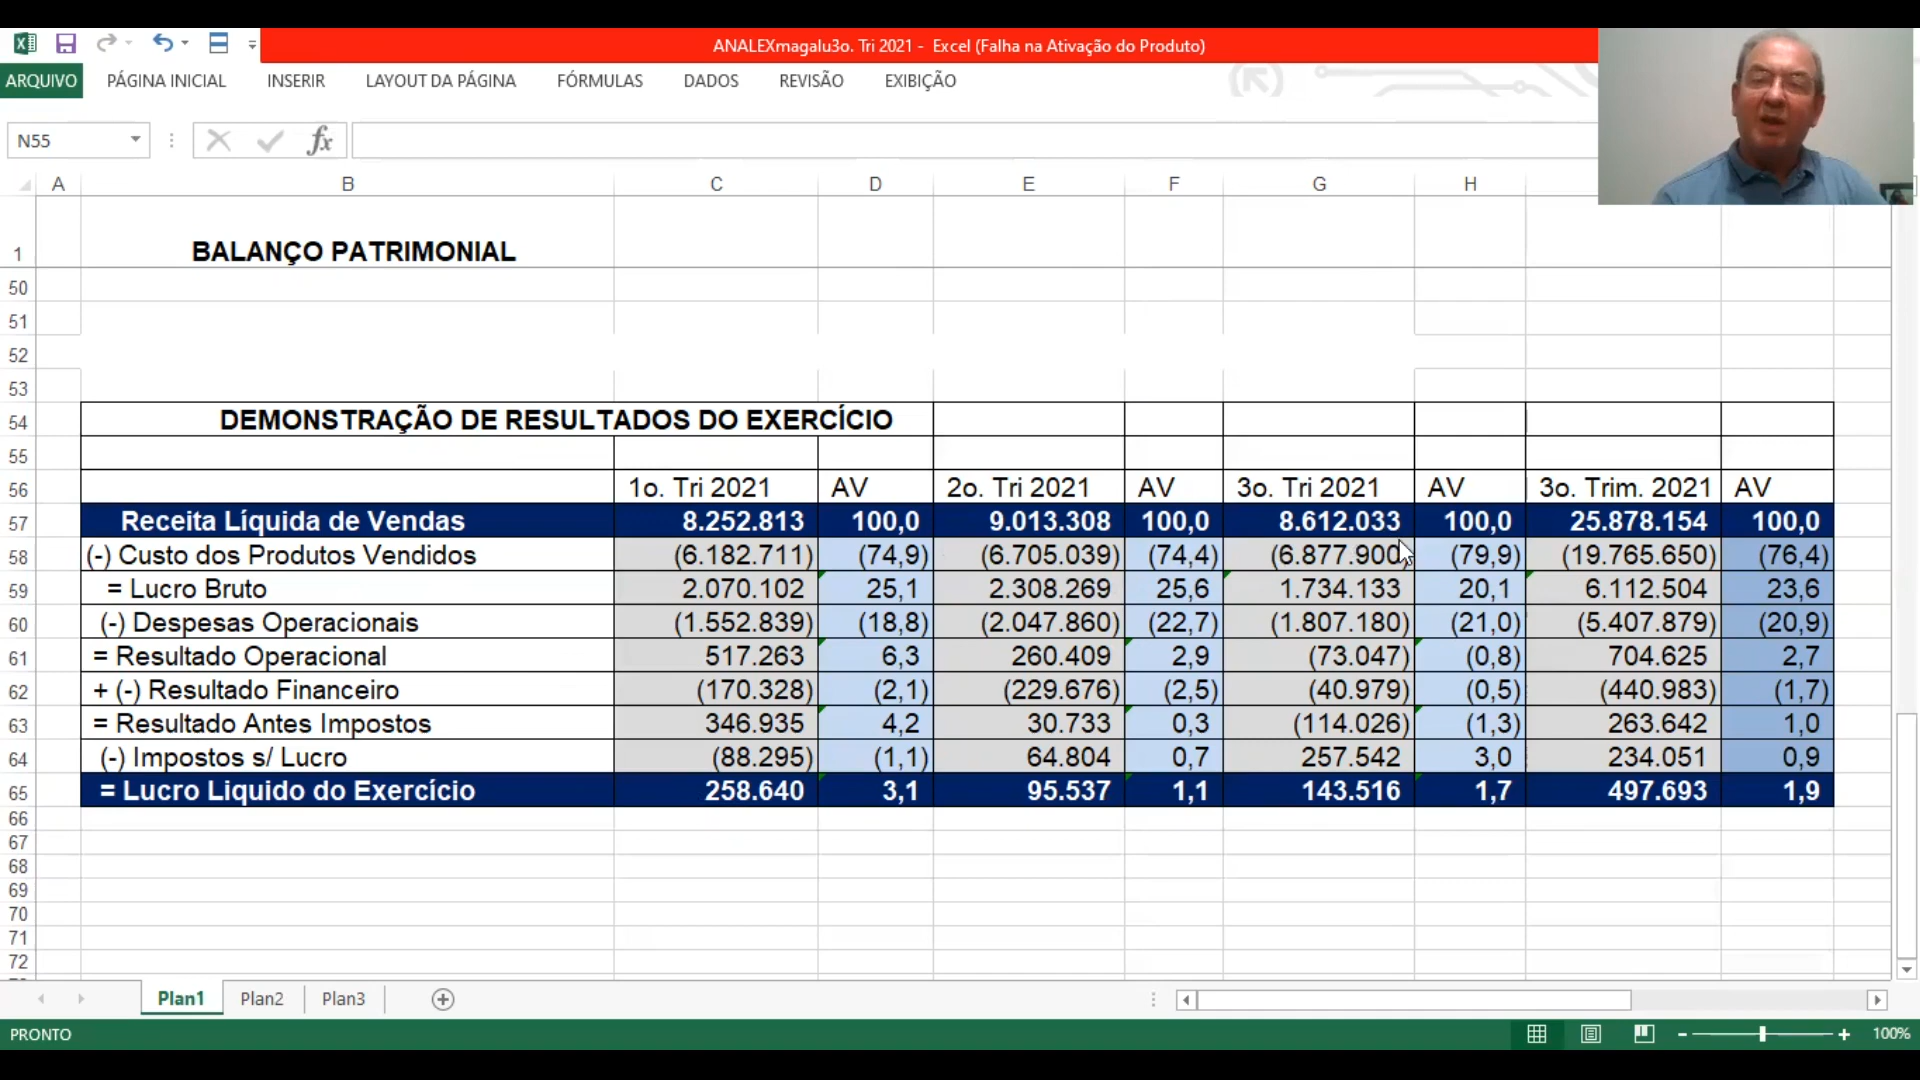 ANALEXmagalu3o. Tri 2021 - Excel (Falha na Ativação do Produto)
ARQUIVO PÁGINA INICIAL INSERIR LAYOUT DA PÁGINA FÓRMULAS DADOS REVISÃO EXIBIÇÃO
N55 fx
A B C D E F G H
1 BALANÇO PATRIMONIAL
50
51
52
53
54 DEMONSTRAÇÃO DE RESULTADOS DO EXERCÍCIO
55
56 1o. Tri 2021 AV 2o. Tri 2021 AV 3o. Tri 2021 AV 3o. Trim. 2021 AV
57 Receita Líquida de Vendas 8.252.813 100,0 9.013.308 100,0 8.612.033 100,0 25.878.154 100,0
58 (-) Custo dos Produtos Vendidos (6.182.711) (74,9) (6.705.039) (74,4) (6.877.900) (79,9) (19.765.650) (76,4)
59 = Lucro Bruto 2.070.102 25,1 2.308.269 25,6 1.734.133 20,1 6.112.504 23,6
60 (-) Despesas Operacionais (1.552.839) (18,8) (2.047.860) (22,7) (1.807.180) (21,0) (5.407.879) (20,9)
61 = Resultado Operacional 517.263 6,3 260.409 2,9 (73.047) (0,8) 704.625 2,7
62 + (-) Resultado Financeiro (170.328) (2,1) (229.676) (2,5) (40.979) (0,5) (440.983) (1,7)
63 = Resultado Antes Impostos 346.935 4,2 30.733 0,3 (114.026) (1,3) 263.642 1,0
64 (-) Impostos s/ Lucro (88.295) (1,1) 64.804 0,7 257.542 3,0 234.051 0,9
65 = Lucro Liquido do Exercício 258.640 3,1 95.537 1,1 143.516 1,7 497.693 1,9
66
67
68
69
70
71
72
Plan1 Plan2 Plan3
PRONTO 100%